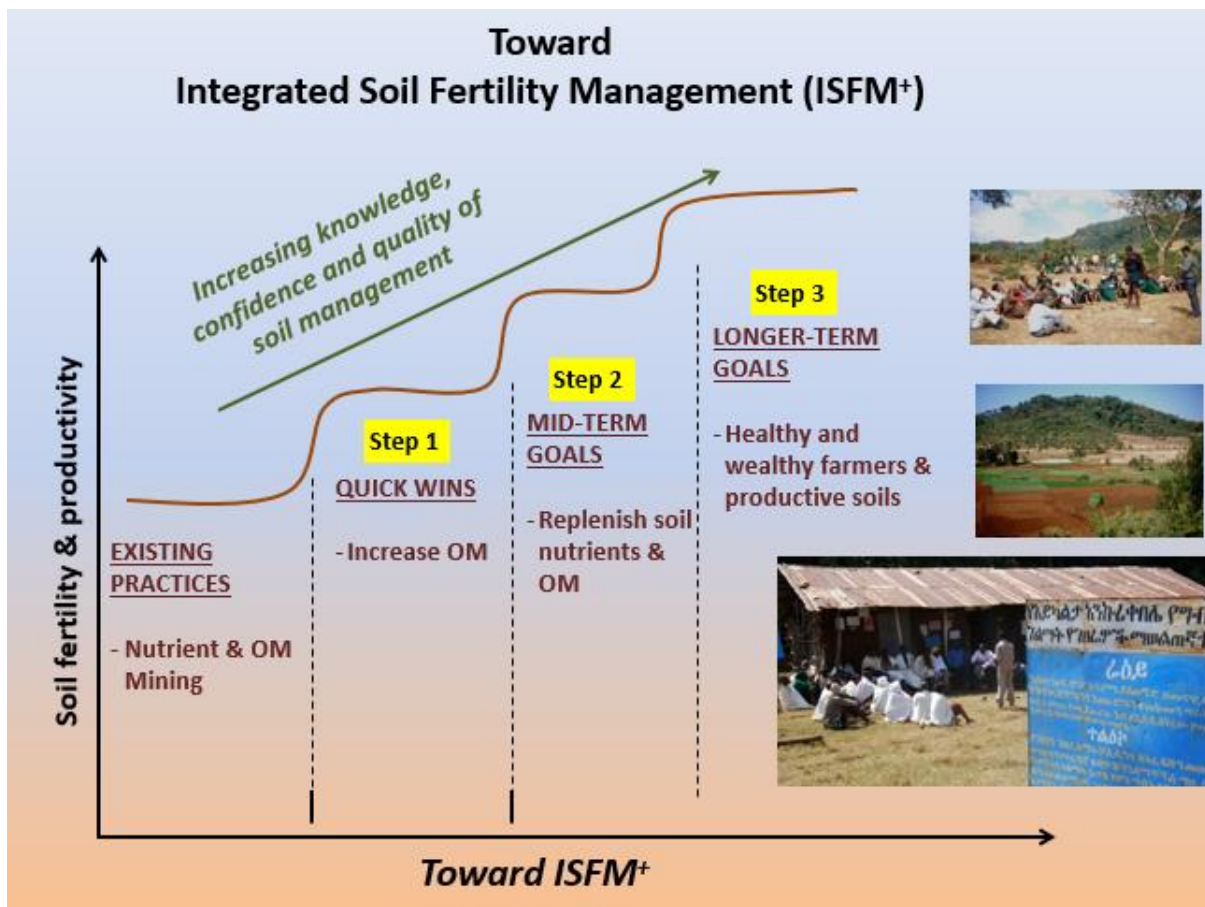 Toward
Integrated Soil Fertility Management (ISFM⁺)
Increasing knowledge,
confidence and quality of
soil management
Soil fertility & productivity
EXISTING
PRACTICES
- Nutrient & OM
Mining
Step 1
QUICK WINS
- Increase OM
Step 2
MID-TERM
GOALS
- Replenish soil
nutrients &
OM
Step 3
LONGER-TERM
GOALS
- Healthy and
wealthy farmers &
productive soils
ራዕይ
ተልዕኮ
Toward ISFM⁺